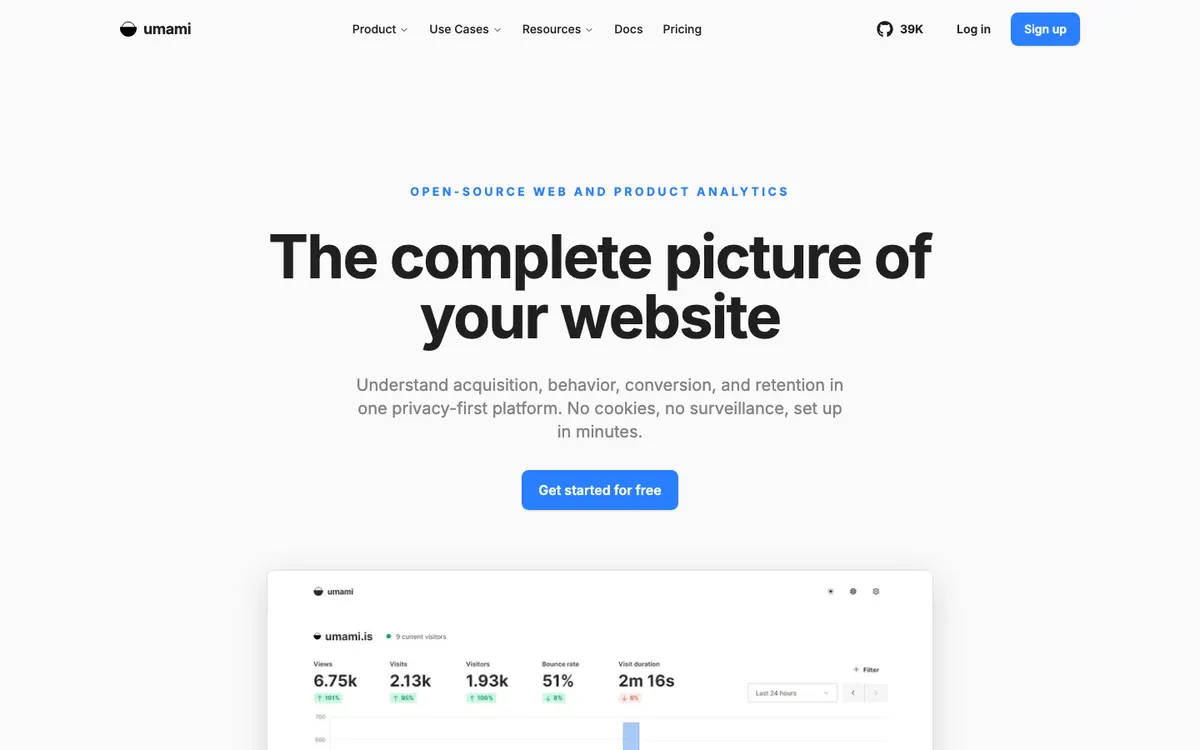 umami
Product
Use Cases
Resources
Docs
Pricing
39K
Log in
Sign up
OPEN-SOURCE WEB AND PRODUCT ANALYTICS
The complete picture of
your website
Understand acquisition, behavior, conversion, and retention in
one privacy-first platform. No cookies, no surveillance, set up
in minutes.
Get started for free
umami
umami.is
9 current visitors
Views
Visits
Visitors
Bounce rate
Visit duration
+ Filter
6.75k
2.13k
1.93k
51%
2m 16s
↑ 101%
↑ 95%
↑ 106%
↓ 8%
↓ 8%
Last 24 hours
700
600